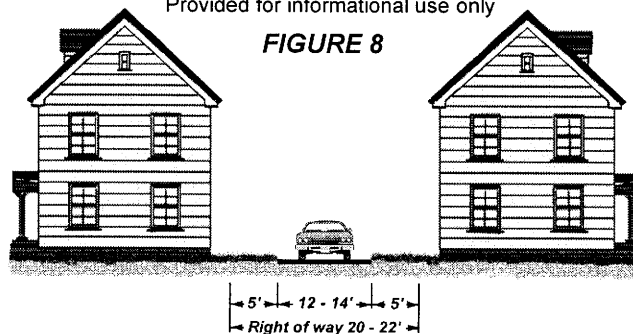 Provided for informational use only
FIGURE 8
5' 12 - 14' 5'
Right of way 20 - 22'